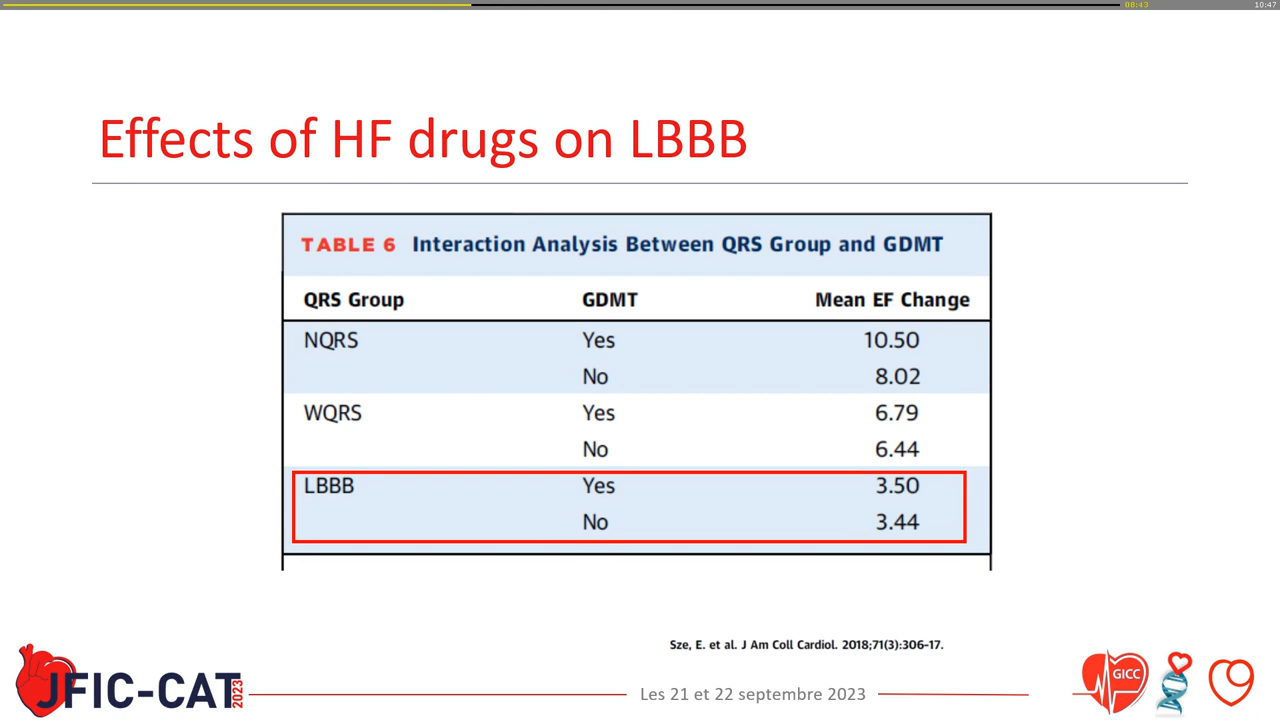 08:43 10:47
Effects of HF drugs on LBBB
TABLE 6 Interaction Analysis Between QRS Group and GDMT
QRS Group GDMT Mean EF Change
NQRS Yes 10.50
No 8.02
WQRS Yes 6.79
No 6.44
LBBB Yes 3.50
No 3.44
Sze, E. et al. J Am Coll Cardiol. 2018;71(3):306–17.
JFIC-CAT 2023
Les 21 et 22 septembre 2023
GICC